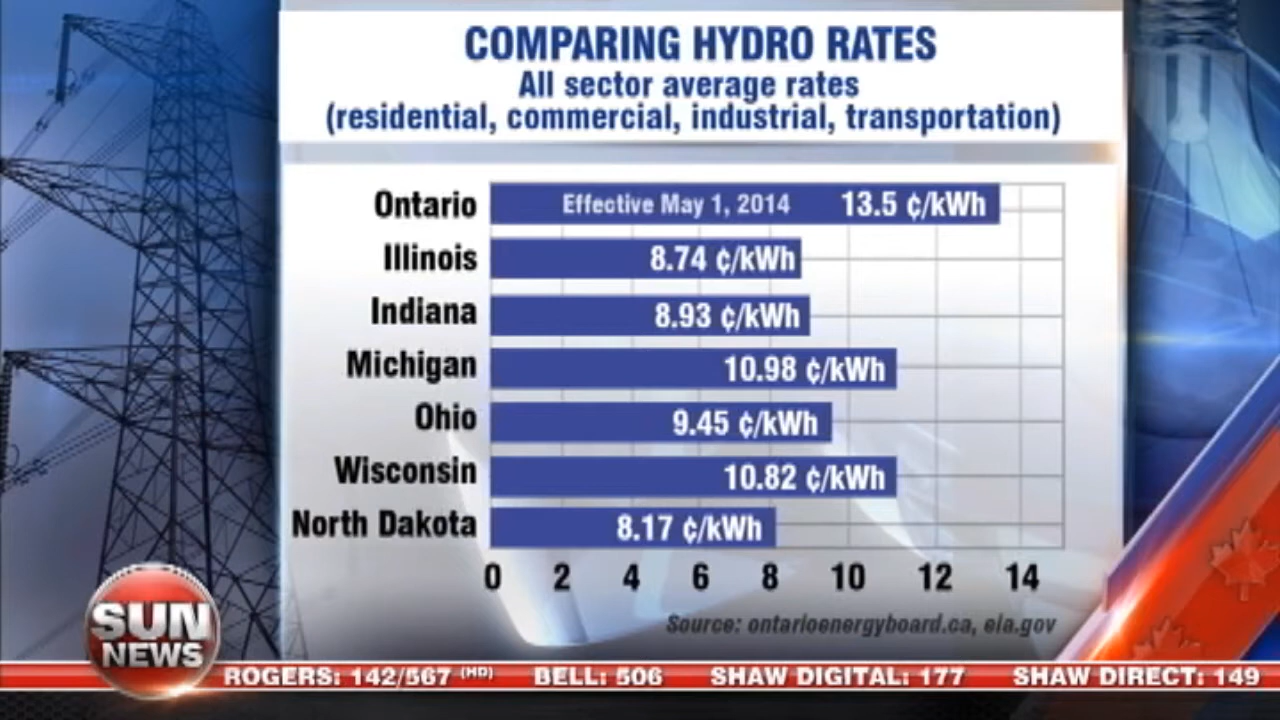 COMPARING HYDRO RATES
All sector average rates
(residential, commercial, industrial, transportation)
Ontario Effective May 1, 2014 13.5 ¢/kWh
Illinois 8.74 ¢/kWh
Indiana 8.93 ¢/kWh
Michigan 10.98 ¢/kWh
Ohio 9.45 ¢/kWh
Wisconsin 10.82 ¢/kWh
North Dakota 8.17 ¢/kWh
0 2 4 6 8 10 12 14
Source: ontarioenergyboard.ca, eia.gov
SUN
NEWS
ROGERS: 142/567 (HD) BELL: 506 SHAW DIGITAL: 177 SHAW DIRECT: 149